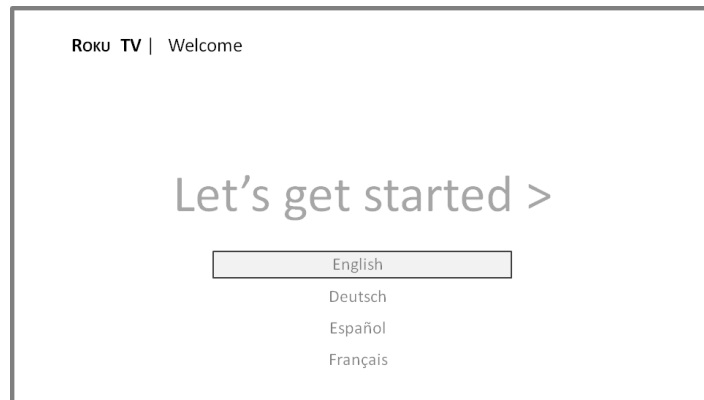 Roku TV | Welcome
Let's get started >
English
Deutsch
Español
Français